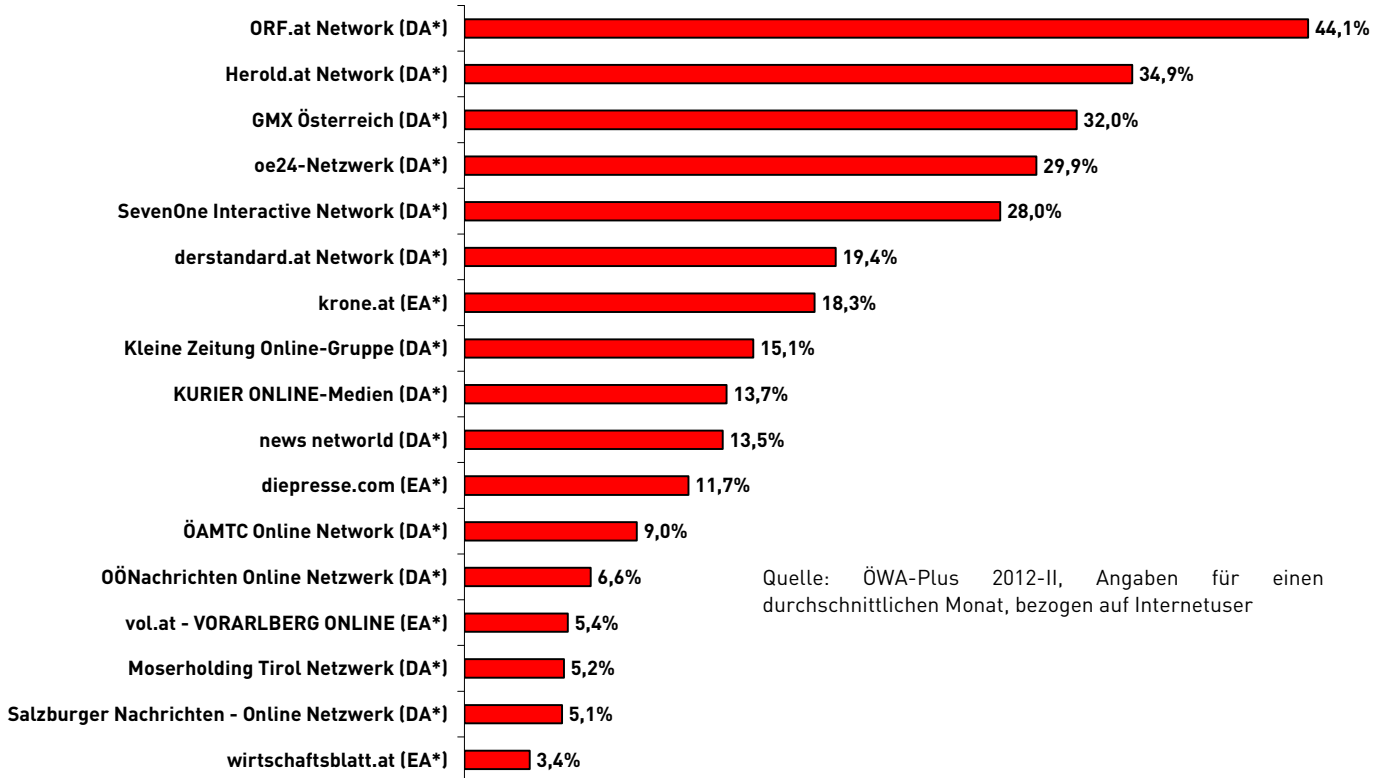 ORF.at Network (DA*) 44,1%
Herold.at Network (DA*) 34,9%
GMX Österreich (DA*) 32,0%
oe24-Netzwerk (DA*) 29,9%
SevenOne Interactive Network (DA*) 28,0%
derstandard.at Network (DA*) 19,4%
krone.at (EA*) 18,3%
Kleine Zeitung Online-Gruppe (DA*) 15,1%
KURIER ONLINE-Medien (DA*) 13,7%
news networld (DA*) 13,5%
diepresse.com (EA*) 11,7%
ÖAMTC Online Network (DA*) 9,0%
OÖNachrichten Online Netzwerk (DA*) 6,6%
vol.at - VORARLBERG ONLINE (EA*) 5,4%
Moserholding Tirol Netzwerk (DA*) 5,2%
Salzburger Nachrichten - Online Netzwerk (DA*) 5,1%
wirtschaftsblatt.at (EA*) 3,4%
Quelle: ÖWA-Plus 2012-II, Angaben für einen
durchschnittlichen Monat, bezogen auf Internetuser